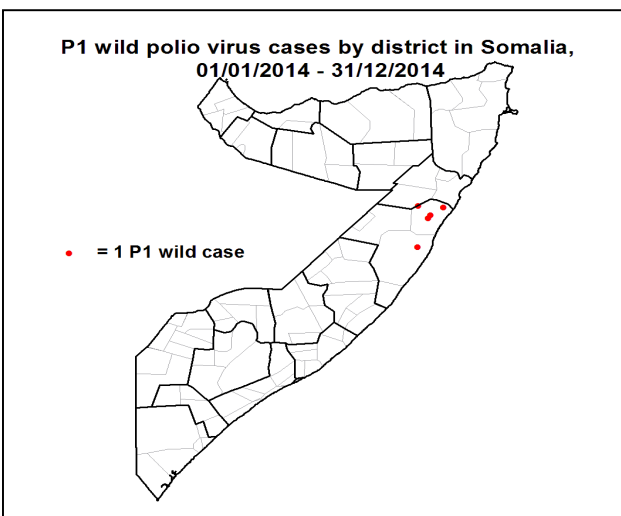 P1 wild polio virus cases by district in Somalia,
01/01/2014 - 31/12/2014
= 1 P1 wild case